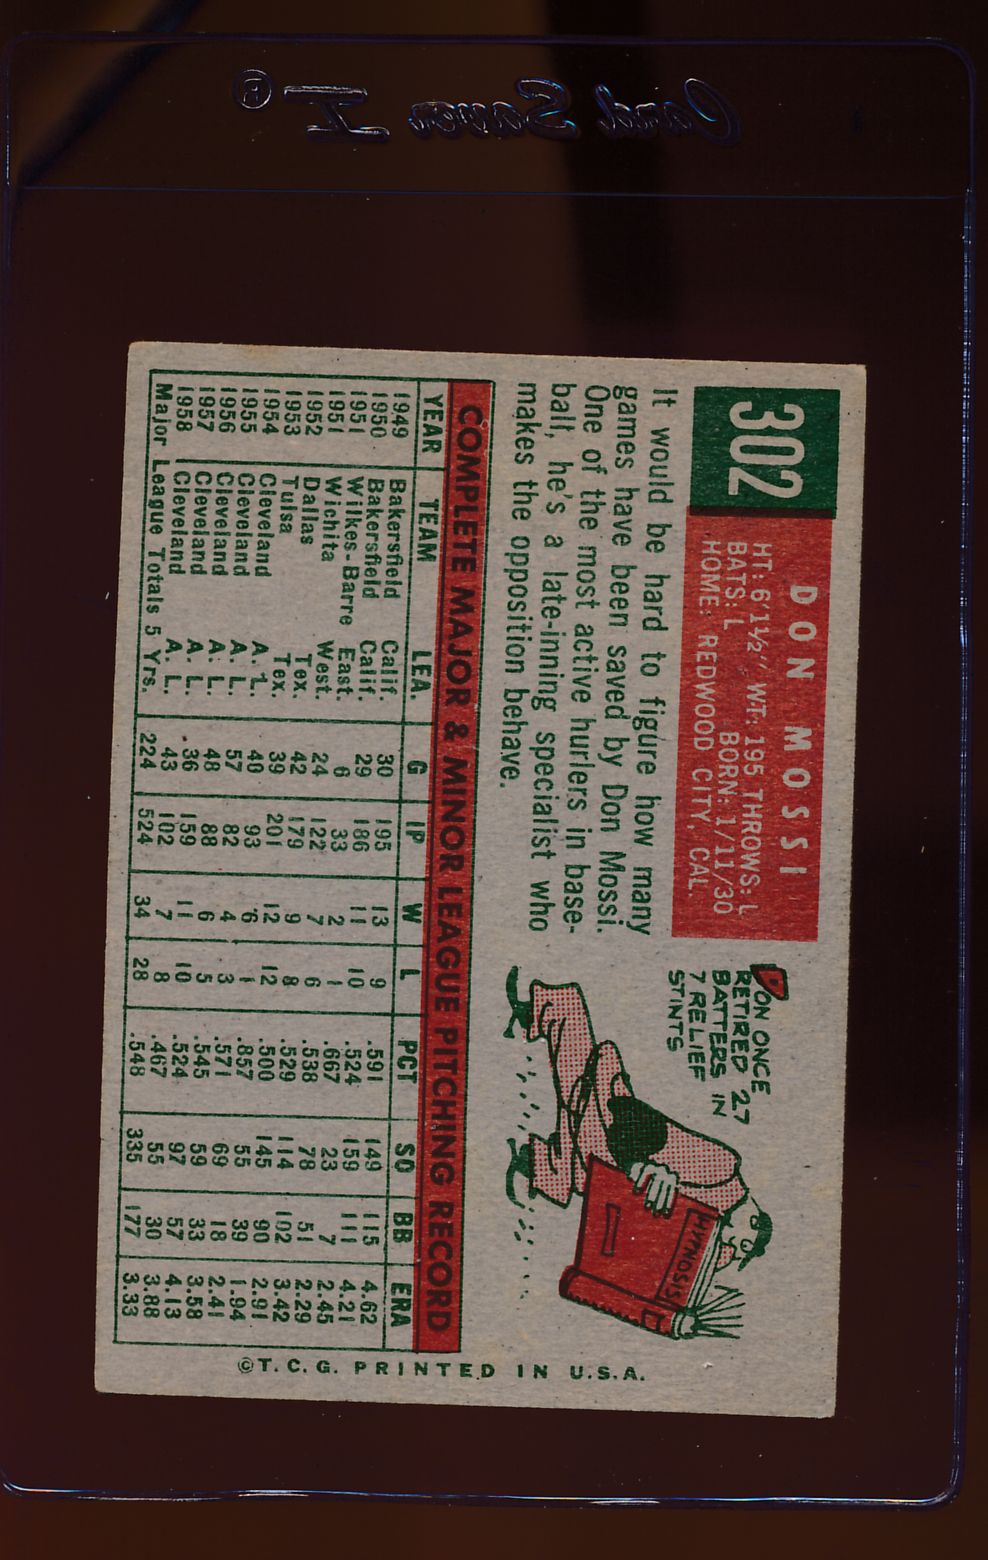 Card Saver I®
302
DON MOSSI
HT: 6'1½" WT: 195 THROWS: L
BATS: L BORN: 1/11/30
HOME: REDWOOD CITY, CAL.
It would be hard to figure how many
games have been saved by Don Mossi.
One of the most active hurlers in base-
ball, he's a late-inning specialist who
makes the opposition behave.
DON ONCE
RETIRED 27
BATTERS IN
7 RELIEF
STINTS
HYPNOSIS
COMPLETE MAJOR & MINOR LEAGUE PITCHING RECORD
YEAR TEAM LEA. G IP W L PCT SO BB ERA
1949 Bakersfield Calif. 30 195 13 9 .591 149 115 4.62
1950 Bakersfield Calif. 29 186 11 10 .524 159 111 4.21
1951 Wilkes-Barre East. 6 33 2 1 .667 23 7 2.45
1951 Wichita West. 24 122 7 6 .538 78 51 2.29
1952 Dallas Tex. 42 179 9 8 .529 114 102 3.42
1953 Tulsa Tex. 39 201 12 12 .500 145 90 2.91
1954 Cleveland A. L. 40 93 6 1 .857 55 39 1.94
1955 Cleveland A. L. 57 82 4 3 .571 69 18 2.41
1956 Cleveland A. L. 48 88 6 5 .545 59 33 3.58
1957 Cleveland A. L. 36 159 11 10 .524 97 57 4.13
1958 Cleveland A. L. 43 102 7 8 .467 55 30 3.88
Major League Totals 5 Yrs. 224 524 34 28 .548 335 177 3.33
©T.C.G. PRINTED IN U.S.A.